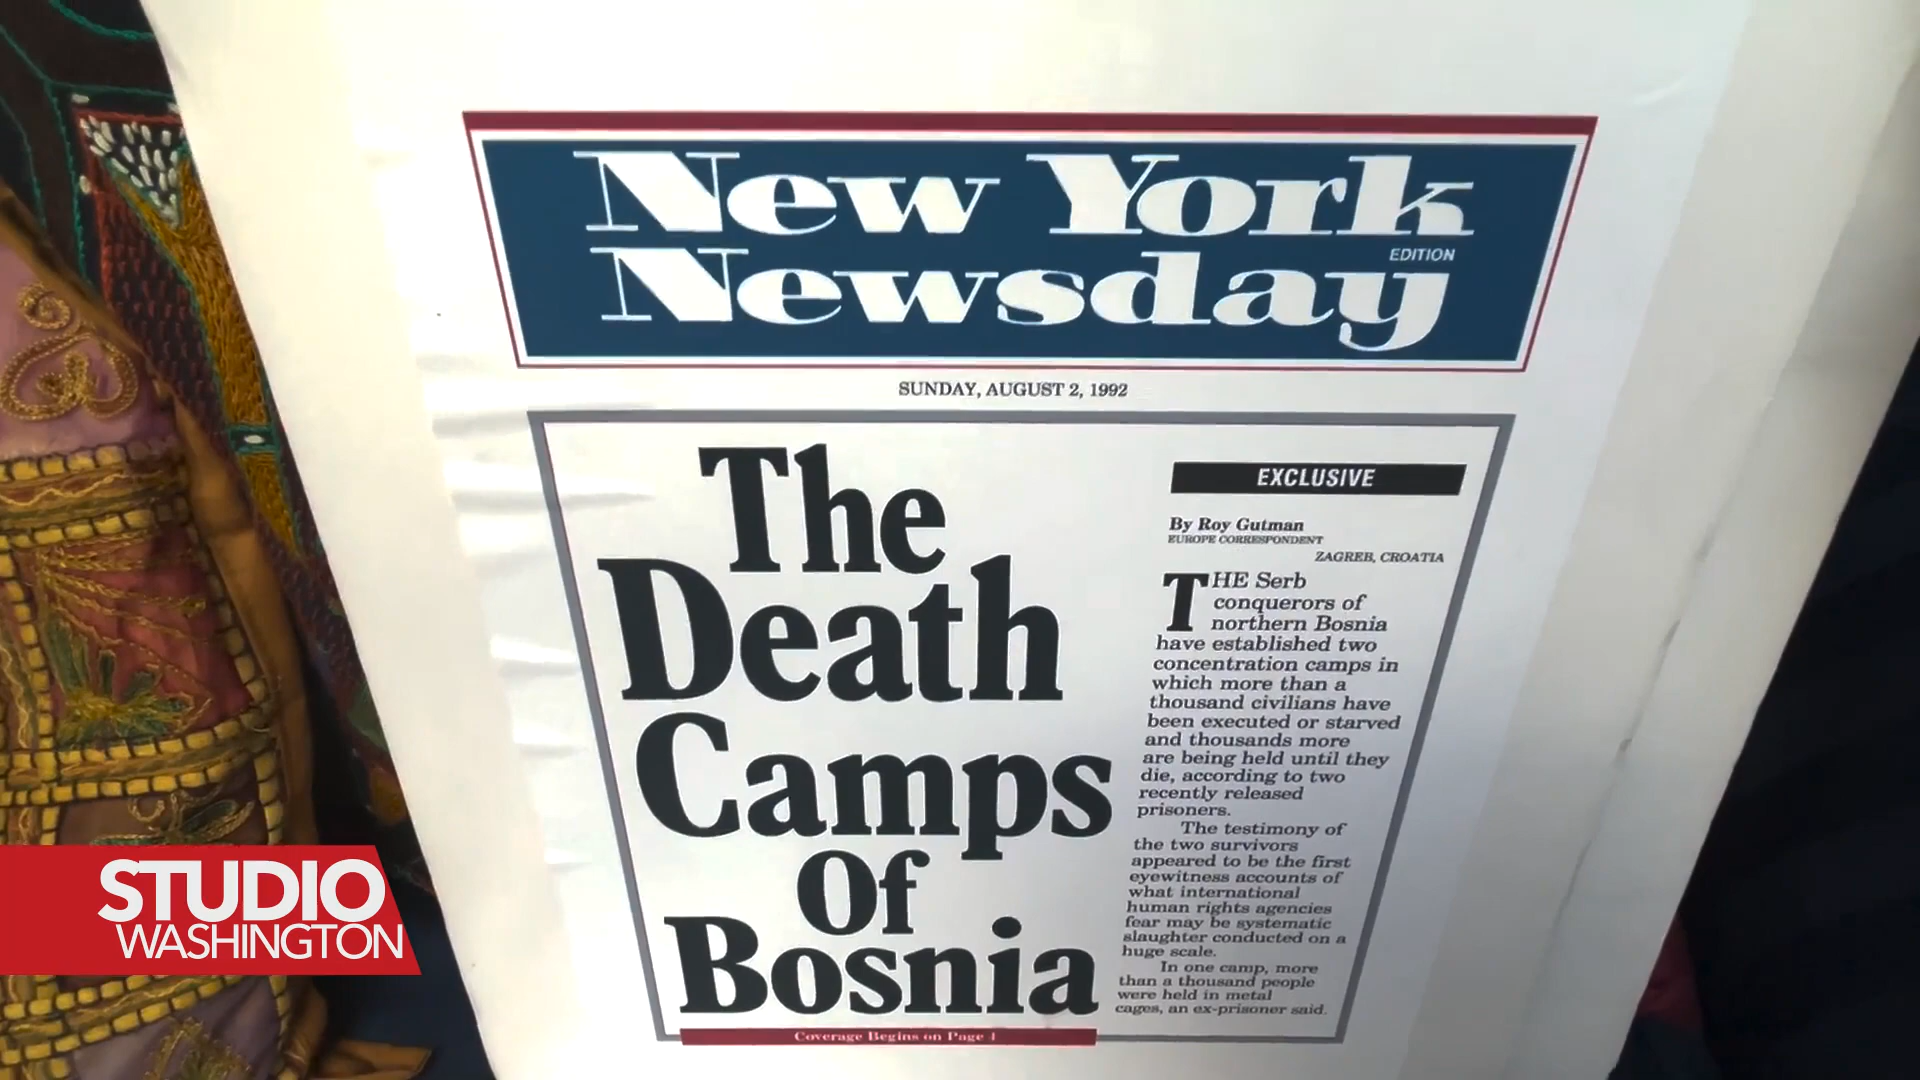 New York
EDITION
Newsday
SUNDAY, AUGUST 2, 1992
The
Death
Camps
Of
Bosnia
EXCLUSIVE
By Roy Gutman
EUROPE CORRESPONDENT
ZAGREB, CROATIA
THE Serb
conquerors of
northern Bosnia
have established two
concentration camps in
which more than a
thousand civilians have
been executed or starved
and thousands more
are being held until they
die, according to two
recently released
prisoners.
The testimony of
the two survivors
appeared to be the first
eyewitness accounts of
what international
human rights agencies
fear may be systematic
slaughter conducted on a
huge scale.
In one camp, more
than a thousand people
were held in metal
cages, an ex-prisoner said.
Coverage Begins on Page 4
STUDIO
WASHINGTON